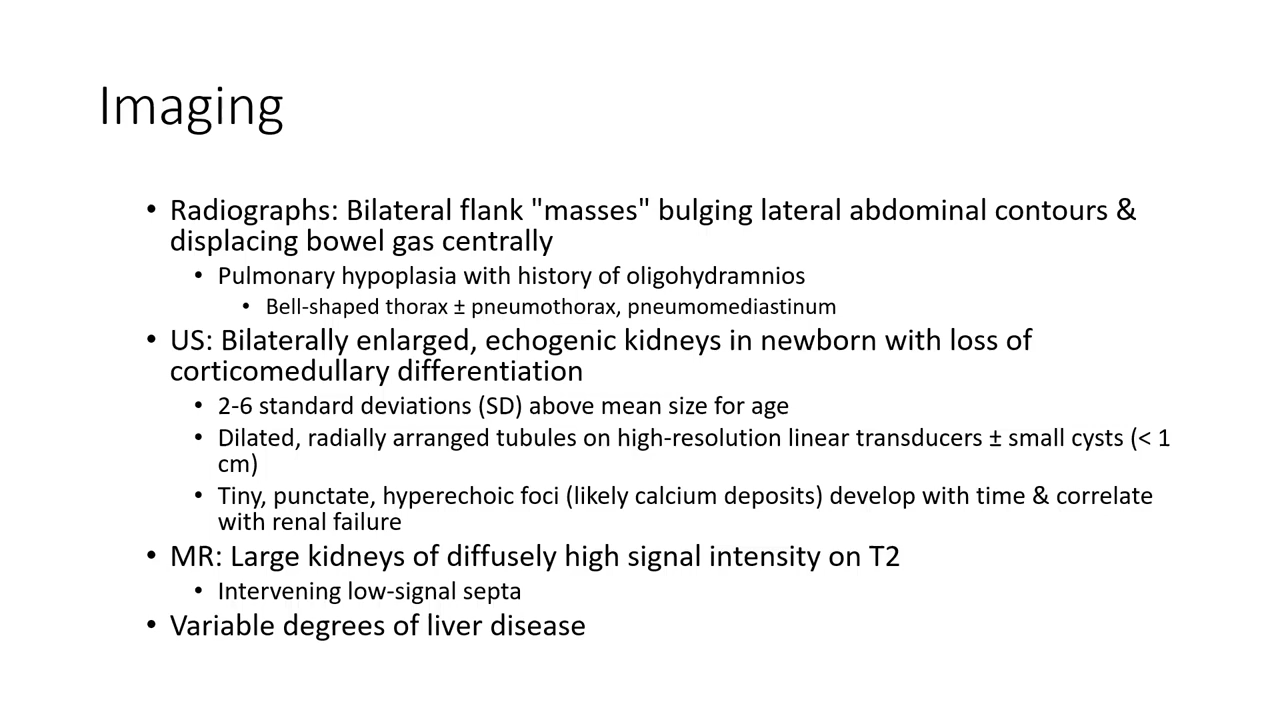 Imaging
• Radiographs: Bilateral flank "masses" bulging lateral abdominal contours &
displacing bowel gas centrally
• Pulmonary hypoplasia with history of oligohydramnios
• Bell-shaped thorax ± pneumothorax, pneumomediastinum
• US: Bilaterally enlarged, echogenic kidneys in newborn with loss of
corticomedullary differentiation
• 2-6 standard deviations (SD) above mean size for age
• Dilated, radially arranged tubules on high-resolution linear transducers ± small cysts (< 1
cm)
• Tiny, punctate, hyperechoic foci (likely calcium deposits) develop with time & correlate
with renal failure
• MR: Large kidneys of diffusely high signal intensity on T2
• Intervening low-signal septa
• Variable degrees of liver disease